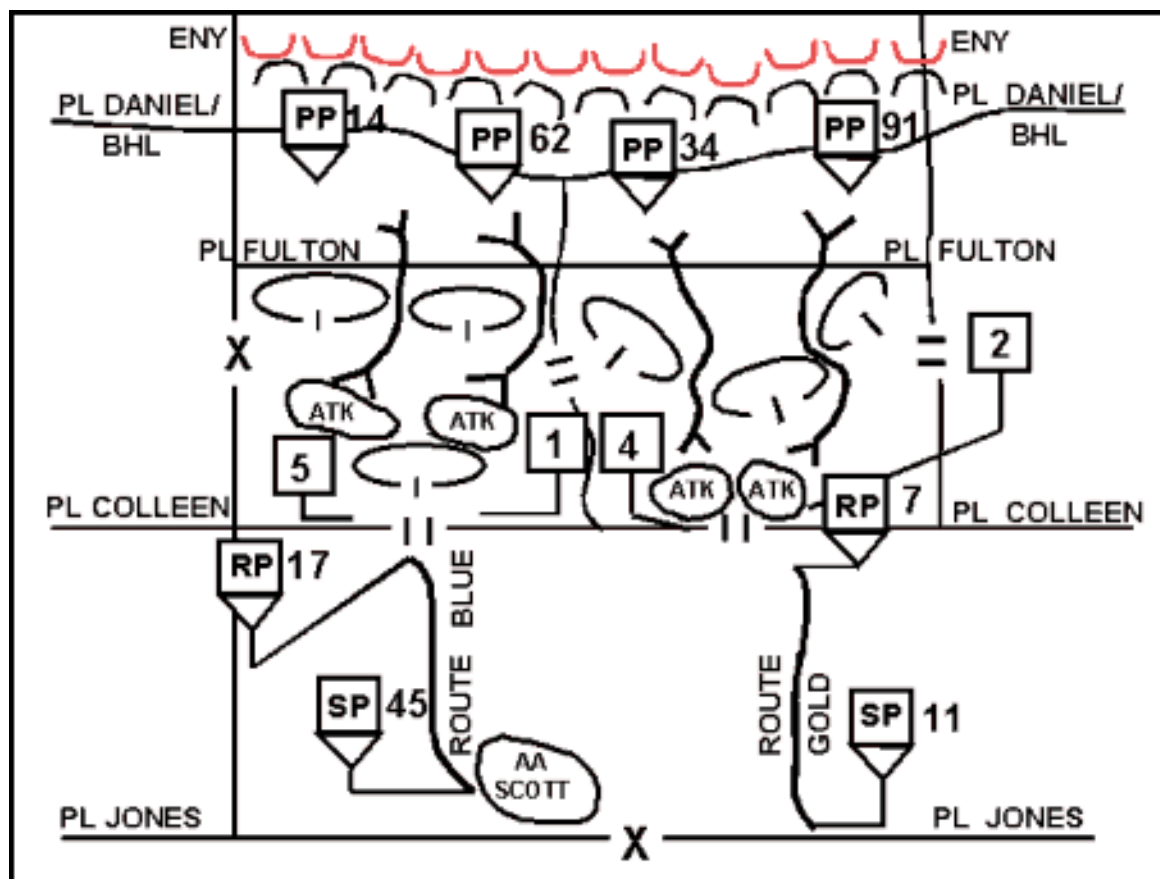 ENY
ENY
PL DANIEL/
BHL
PP 14
PP 62
PP 34
PP 91
PL DANIEL/
BHL
PL FULTON
PL FULTON
X
2
ATK
ATK
5
1
4
ATK
ATK
RP 7
PL COLLEEN
PL COLLEEN
RP 17
ROUTE BLUE
SP 45
AA
SCOTT
ROUTE
GOLD
SP 11
PL JONES
PL JONES
X